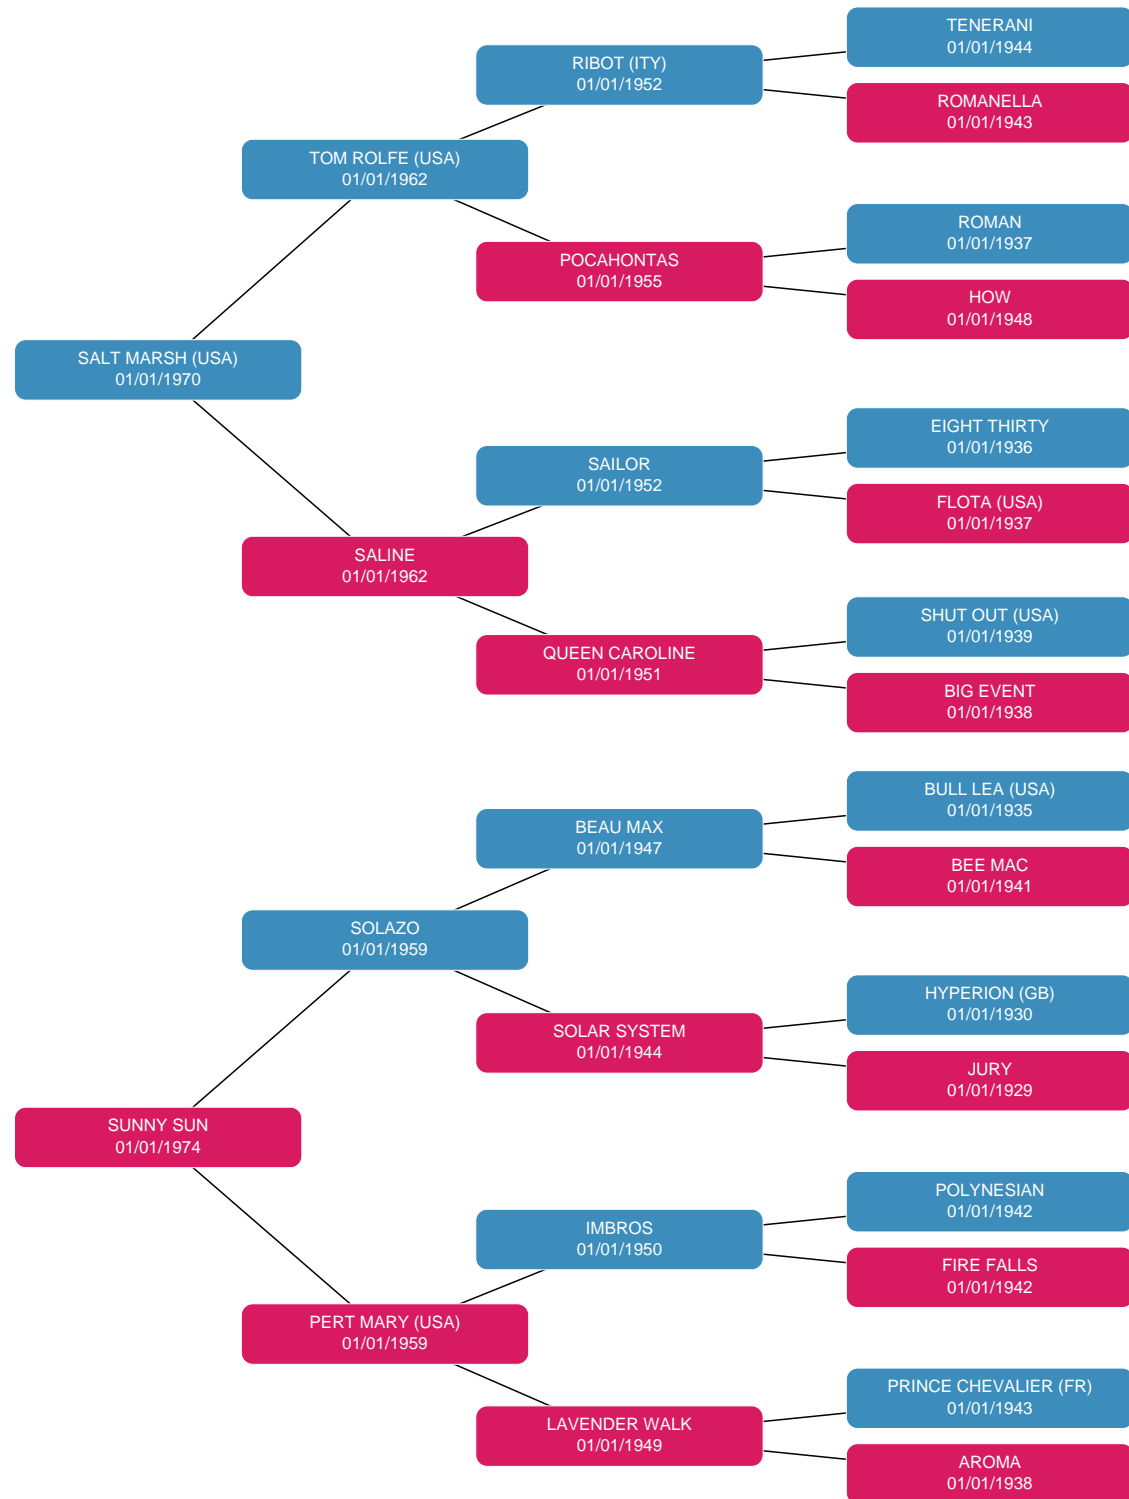 TENERANI
01/01/1944
RIBOT (ITY)
01/01/1952
ROMANELLA
01/01/1943
TOM ROLFE (USA)
01/01/1962
ROMAN
01/01/1937
POCAHONTAS
01/01/1955
HOW
01/01/1948
SALT MARSH (USA)
01/01/1970
EIGHT THIRTY
01/01/1936
SAILOR
01/01/1952
FLOTA (USA)
01/01/1937
SALINE
01/01/1962
SHUT OUT (USA)
01/01/1939
QUEEN CAROLINE
01/01/1951
BIG EVENT
01/01/1938
BULL LEA (USA)
01/01/1935
BEAU MAX
01/01/1947
BEE MAC
01/01/1941
SOLAZO
01/01/1959
HYPERION (GB)
01/01/1930
SOLAR SYSTEM
01/01/1944
JURY
01/01/1929
SUNNY SUN
01/01/1974
POLYNESIAN
01/01/1942
IMBROS
01/01/1950
FIRE FALLS
01/01/1942
PERT MARY (USA)
01/01/1959
PRINCE CHEVALIER (FR)
01/01/1943
LAVENDER WALK
01/01/1949
AROMA
01/01/1938